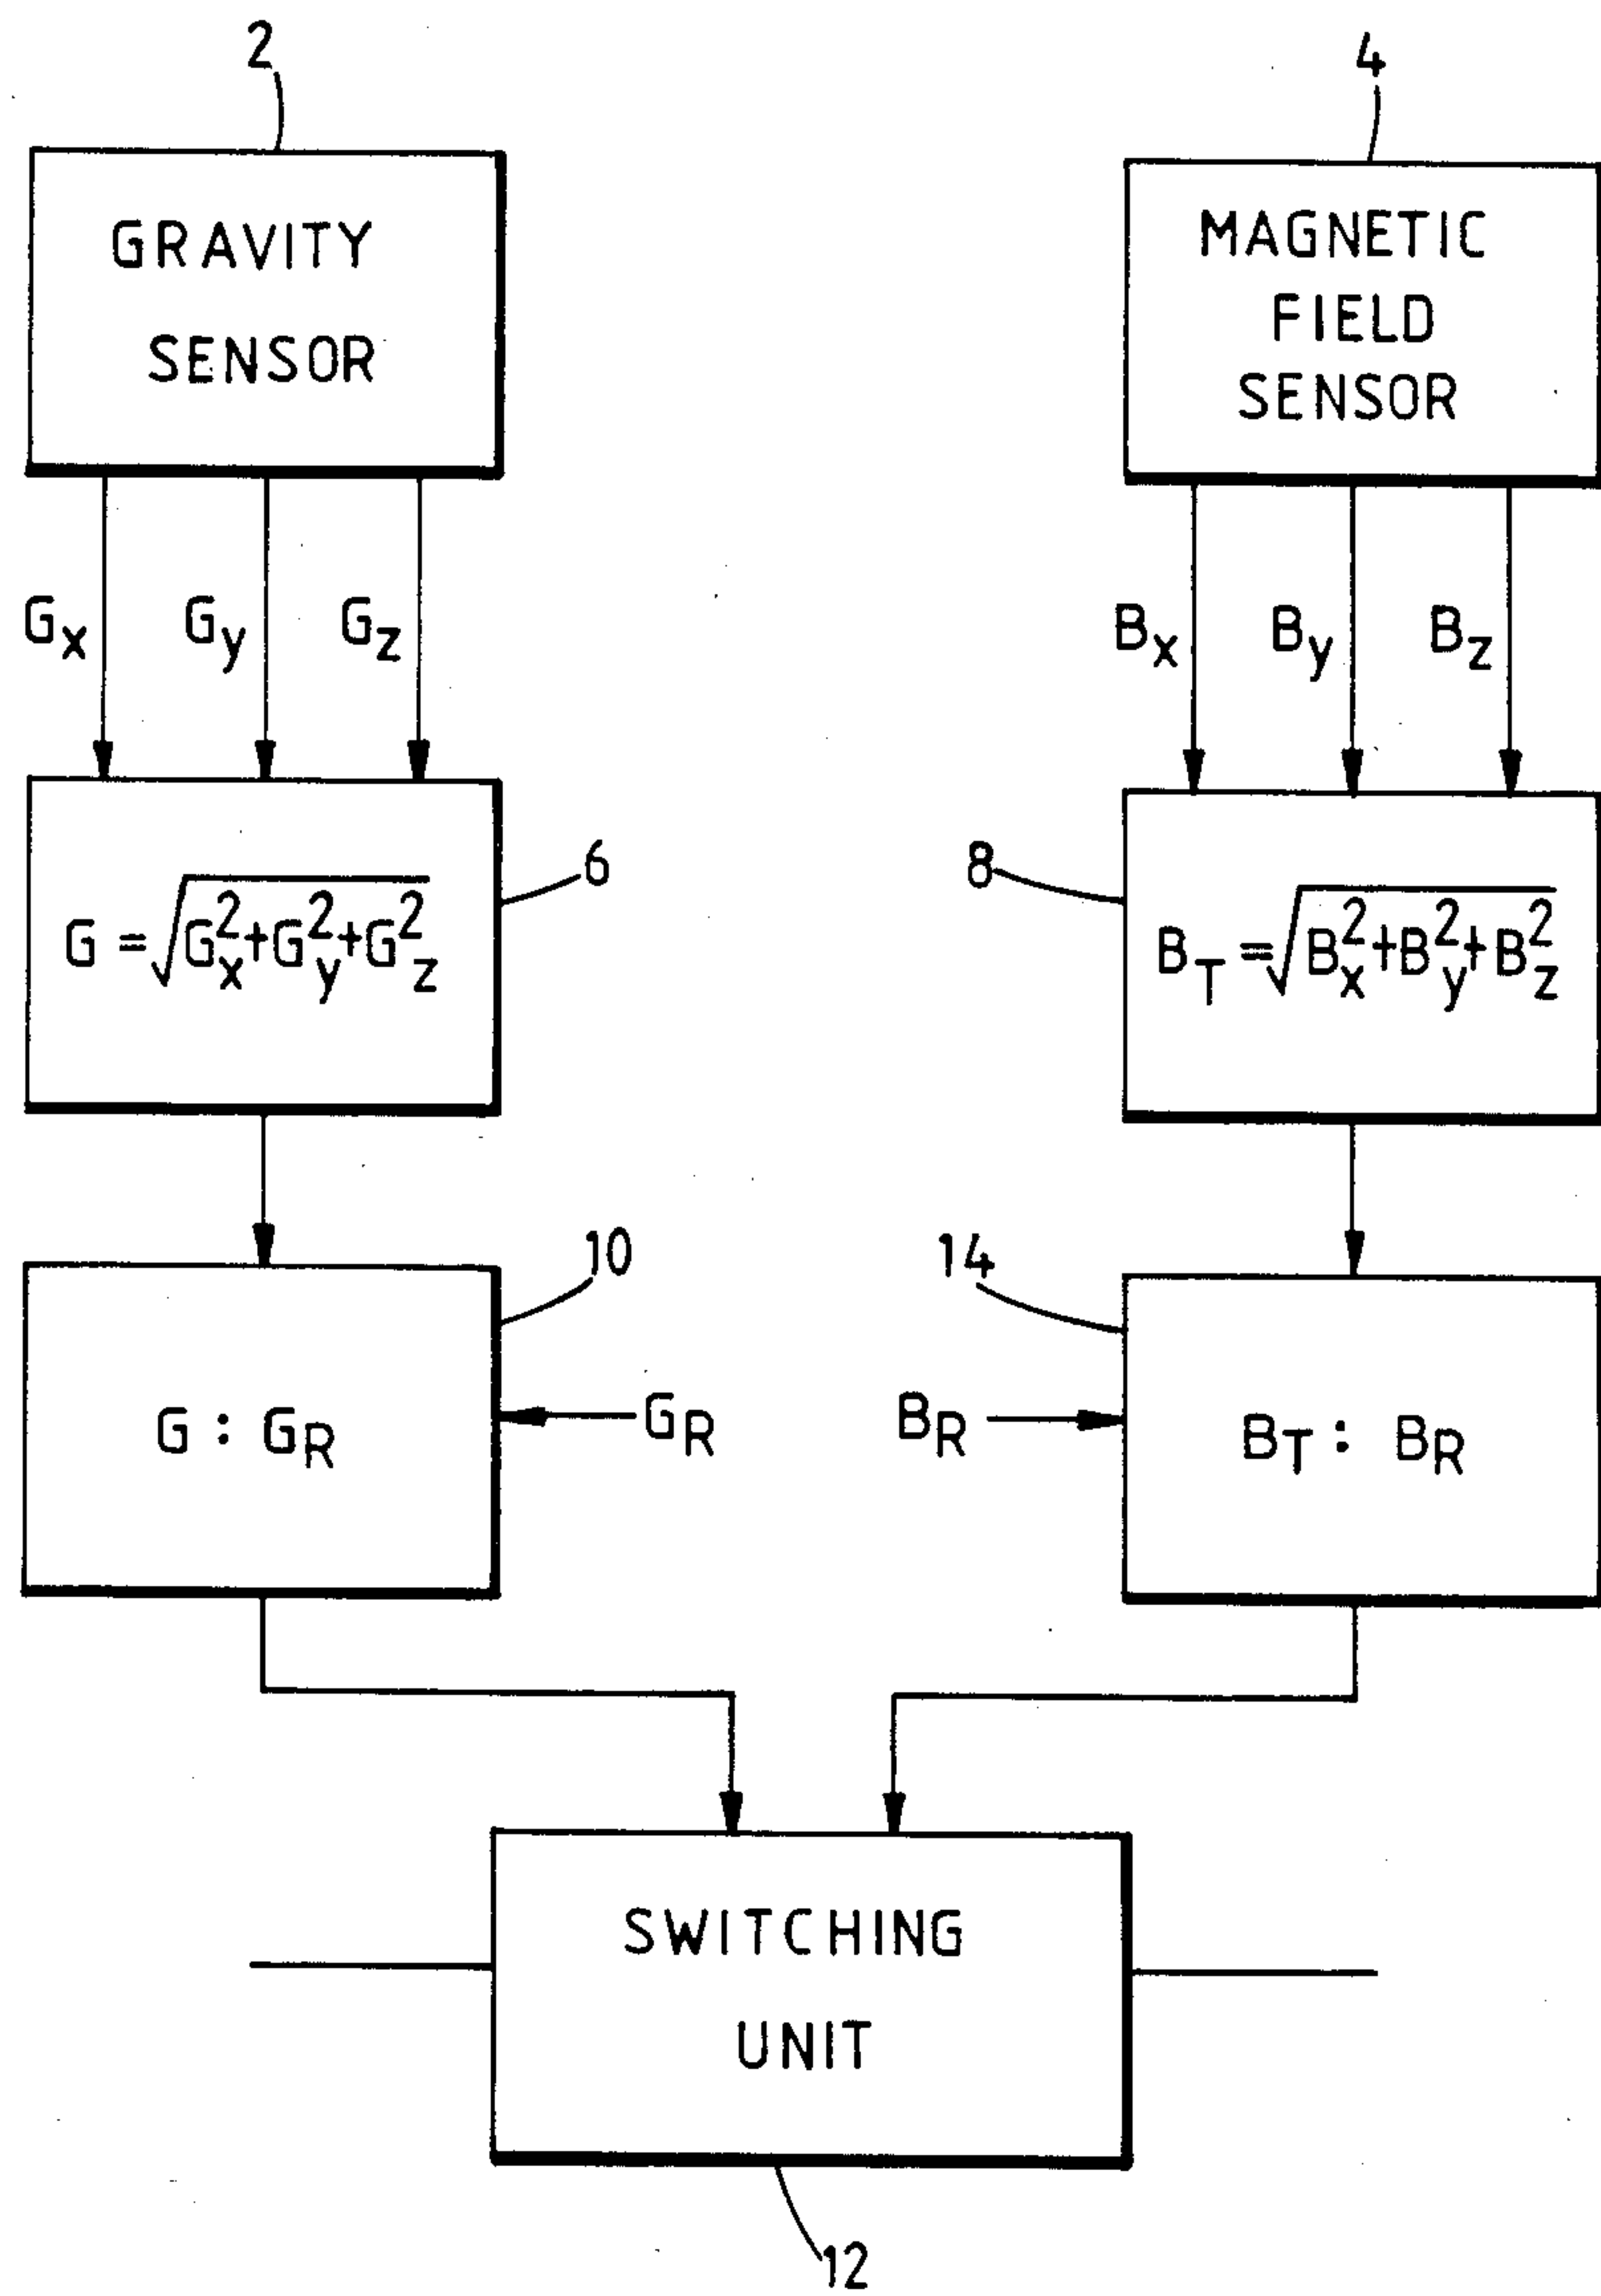 2
4
GRAVITY
SENSOR
MAGNETIC
FIELD
SENSOR
Gx
Gy
Gz
Bx
By
Bz
6
8
G = √Gx²+Gy²+Gz²
BT = √Bx²+By²+Bz²
10
14
G : GR
GR
BR
BT : BR
SWITCHING
UNIT
12